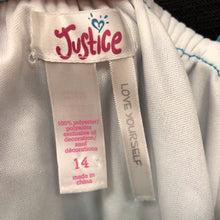 Justice
100% polyester/
polyester
exclusive of
decoration/
sauf
décorations
14
made in
china
LOVE YOURSELF